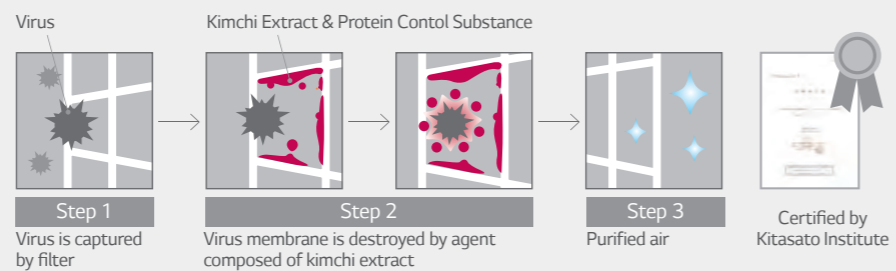 Virus
Kimchi Extract & Protein Contol Substance
Step 1
Step 2
Step 3
Virus is captured
by filter
Virus membrane is destroyed by agent
composed of kimchi extract
Purified air
Certified by
Kitasato Institute